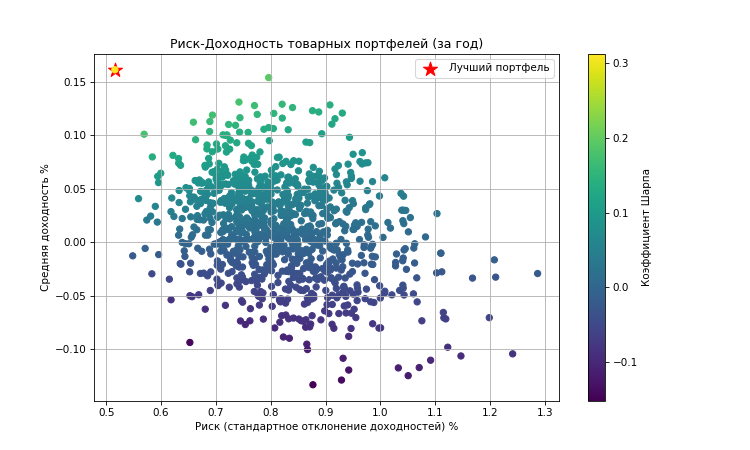 Риск-Доходность товарных портфелей (за год)
Лучший портфель
Средняя доходность %
0.15
0.10
0.05
0.00
−0.05
−0.10
0.5 0.6 0.7 0.8 0.9 1.0 1.1 1.2 1.3
Риск (стандартное отклонение доходностей) %
0.3
0.2
0.1
0.0
−0.1
Коэффициент Шарпа